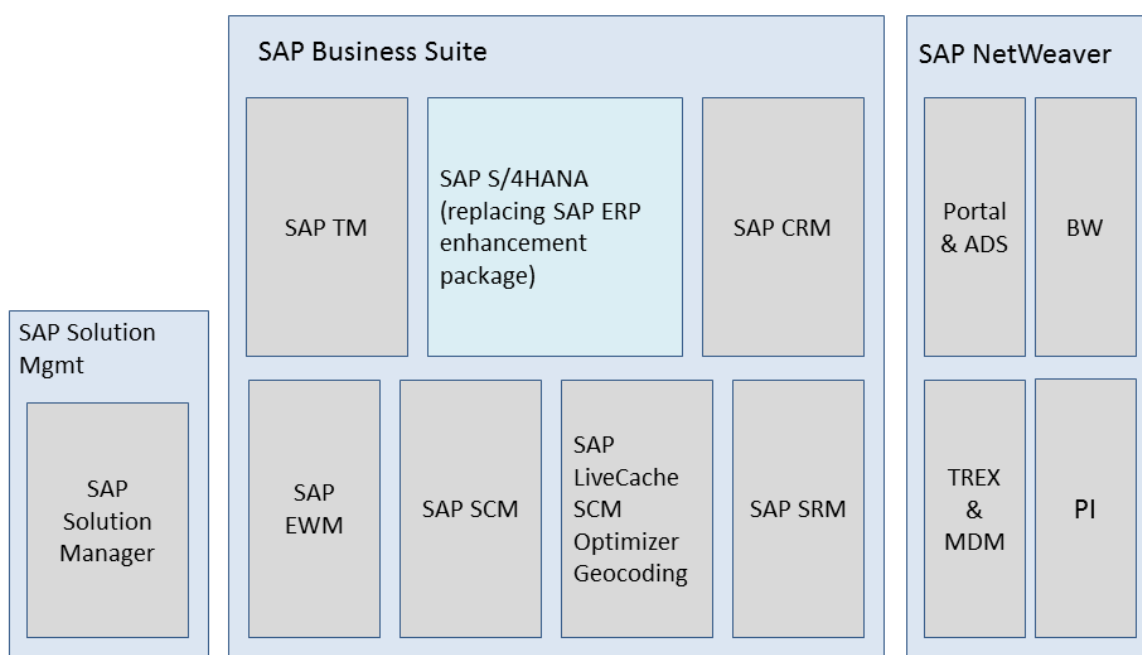 SAP Business Suite
SAP NetWeaver
SAP TM
SAP S/4HANA
(replacing SAP ERP
enhancement
package)
SAP CRM
Portal
& ADS
BW
SAP Solution
Mgmt
SAP
Solution
Manager
SAP
EWM
SAP SCM
SAP
LiveCache
SCM
Optimizer
Geocoding
SAP SRM
TREX
&
MDM
PI